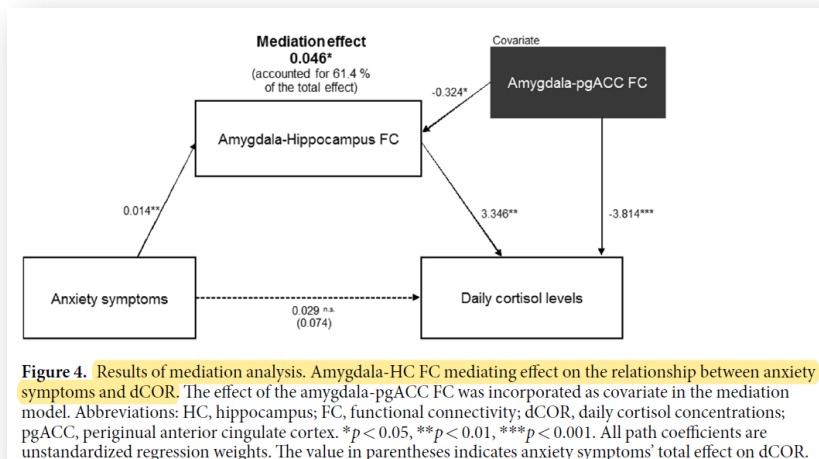 Mediation effect
0.046*
(accounted for 61.4 %
of the total effect)
Covariate
Amygdala-pgACC FC
-0.324*
Amygdala-Hippocampus FC
0.014**
3.346**
-3.814***
Anxiety symptoms
0.029 n.s.
(0.074)
Daily cortisol levels
Figure 4. Results of mediation analysis. Amygdala-HC FC mediating effect on the relationship between anxiety
symptoms and dCOR. The effect of the amygdala-pgACC FC was incorporated as covariate in the mediation
model. Abbreviations: HC, hippocampus; FC, functional connectivity; dCOR, daily cortisol concentrations;
pgACC, periginual anterior cingulate cortex. *p < 0.05, **p < 0.01, ***p < 0.001. All path coefficients are
unstandardized regression weights. The value in parentheses indicates anxiety symptoms' total effect on dCOR.